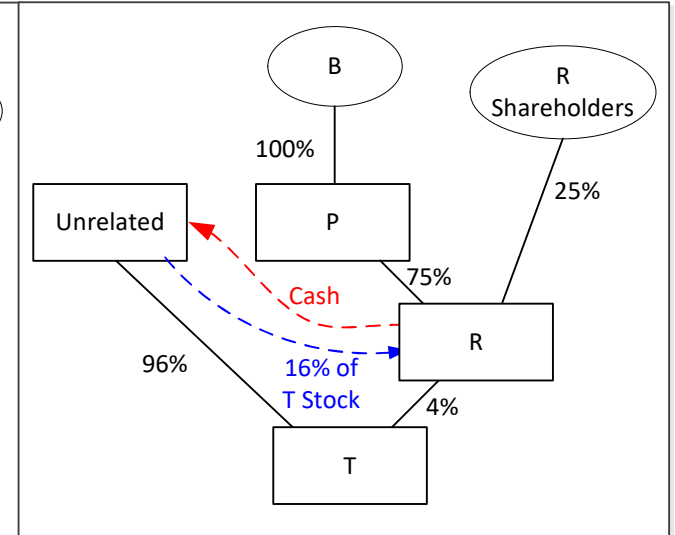 B
R
Shareholders
100%
25%
Unrelated
P
75%
Cash
R
96%
16% of
T Stock
4%
T